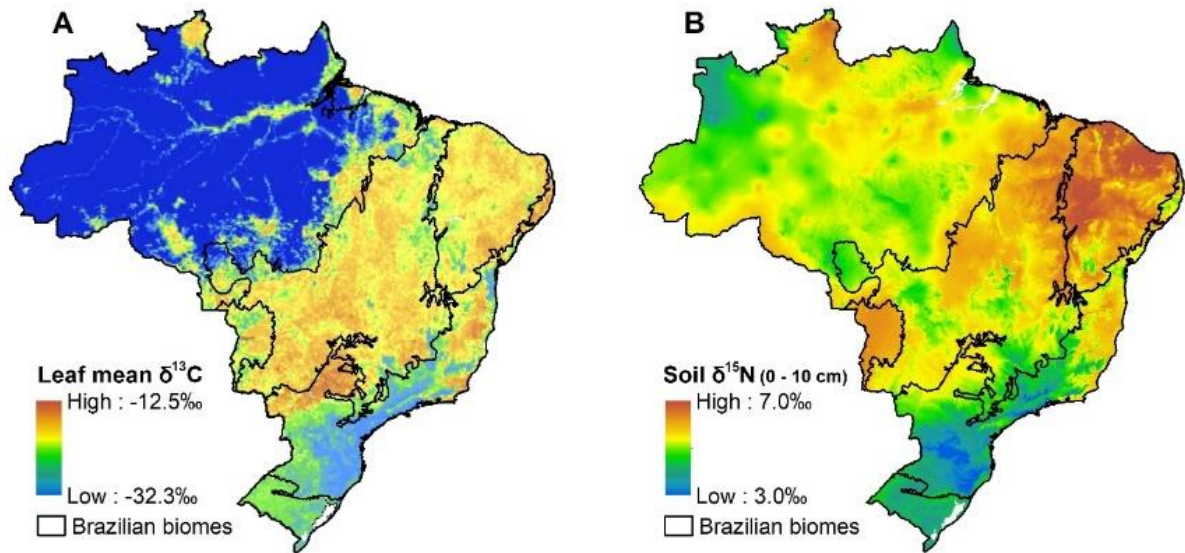 A
Leaf mean δ¹³C
High : -12.5‰
Low : -32.3‰
Brazilian biomes
B
Soil δ¹⁵N (0 - 10 cm)
High : 7.0‰
Low : 3.0‰
Brazilian biomes